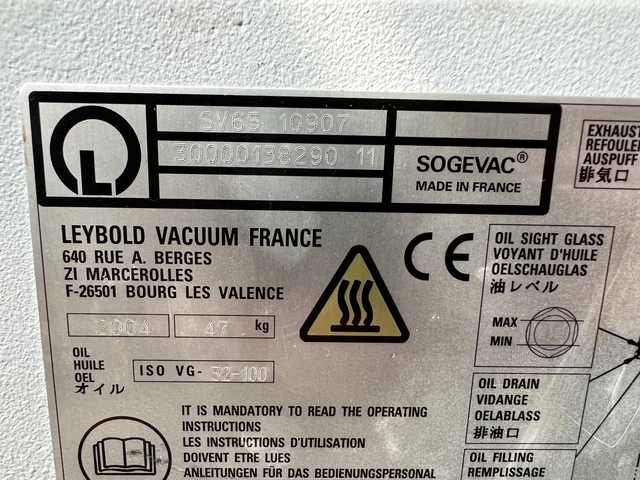 SV65 10907
30000138290 11
SOGEVAC®
MADE IN FRANCE
LEYBOLD VACUUM FRANCE
640 RUE A. BERGES
ZI MARCEROLLES
F-26501 BOURG LES VALENCE
2004 47 kg
OIL
HUILE
OEL
オイル
ISO VG- 32-100
IT IS MANDATORY TO READ THE OPERATING
INSTRUCTIONS
LES INSTRUCTIONS D'UTILISATION
DOIVENT ETRE LUES
ANLEITUNGEN FÜR DAS BEDIENUNGSPERSONAL
CE
EXHAUST
REFOULE
AUSPUFF
排気口
OIL SIGHT GLASS
VOYANT D'HUILE
OELSCHAUGLAS
油レベル
MAX
MIN
OIL DRAIN
VIDANGE
OELABLASS
排油口
OIL FILLING
REMPLISSAGE